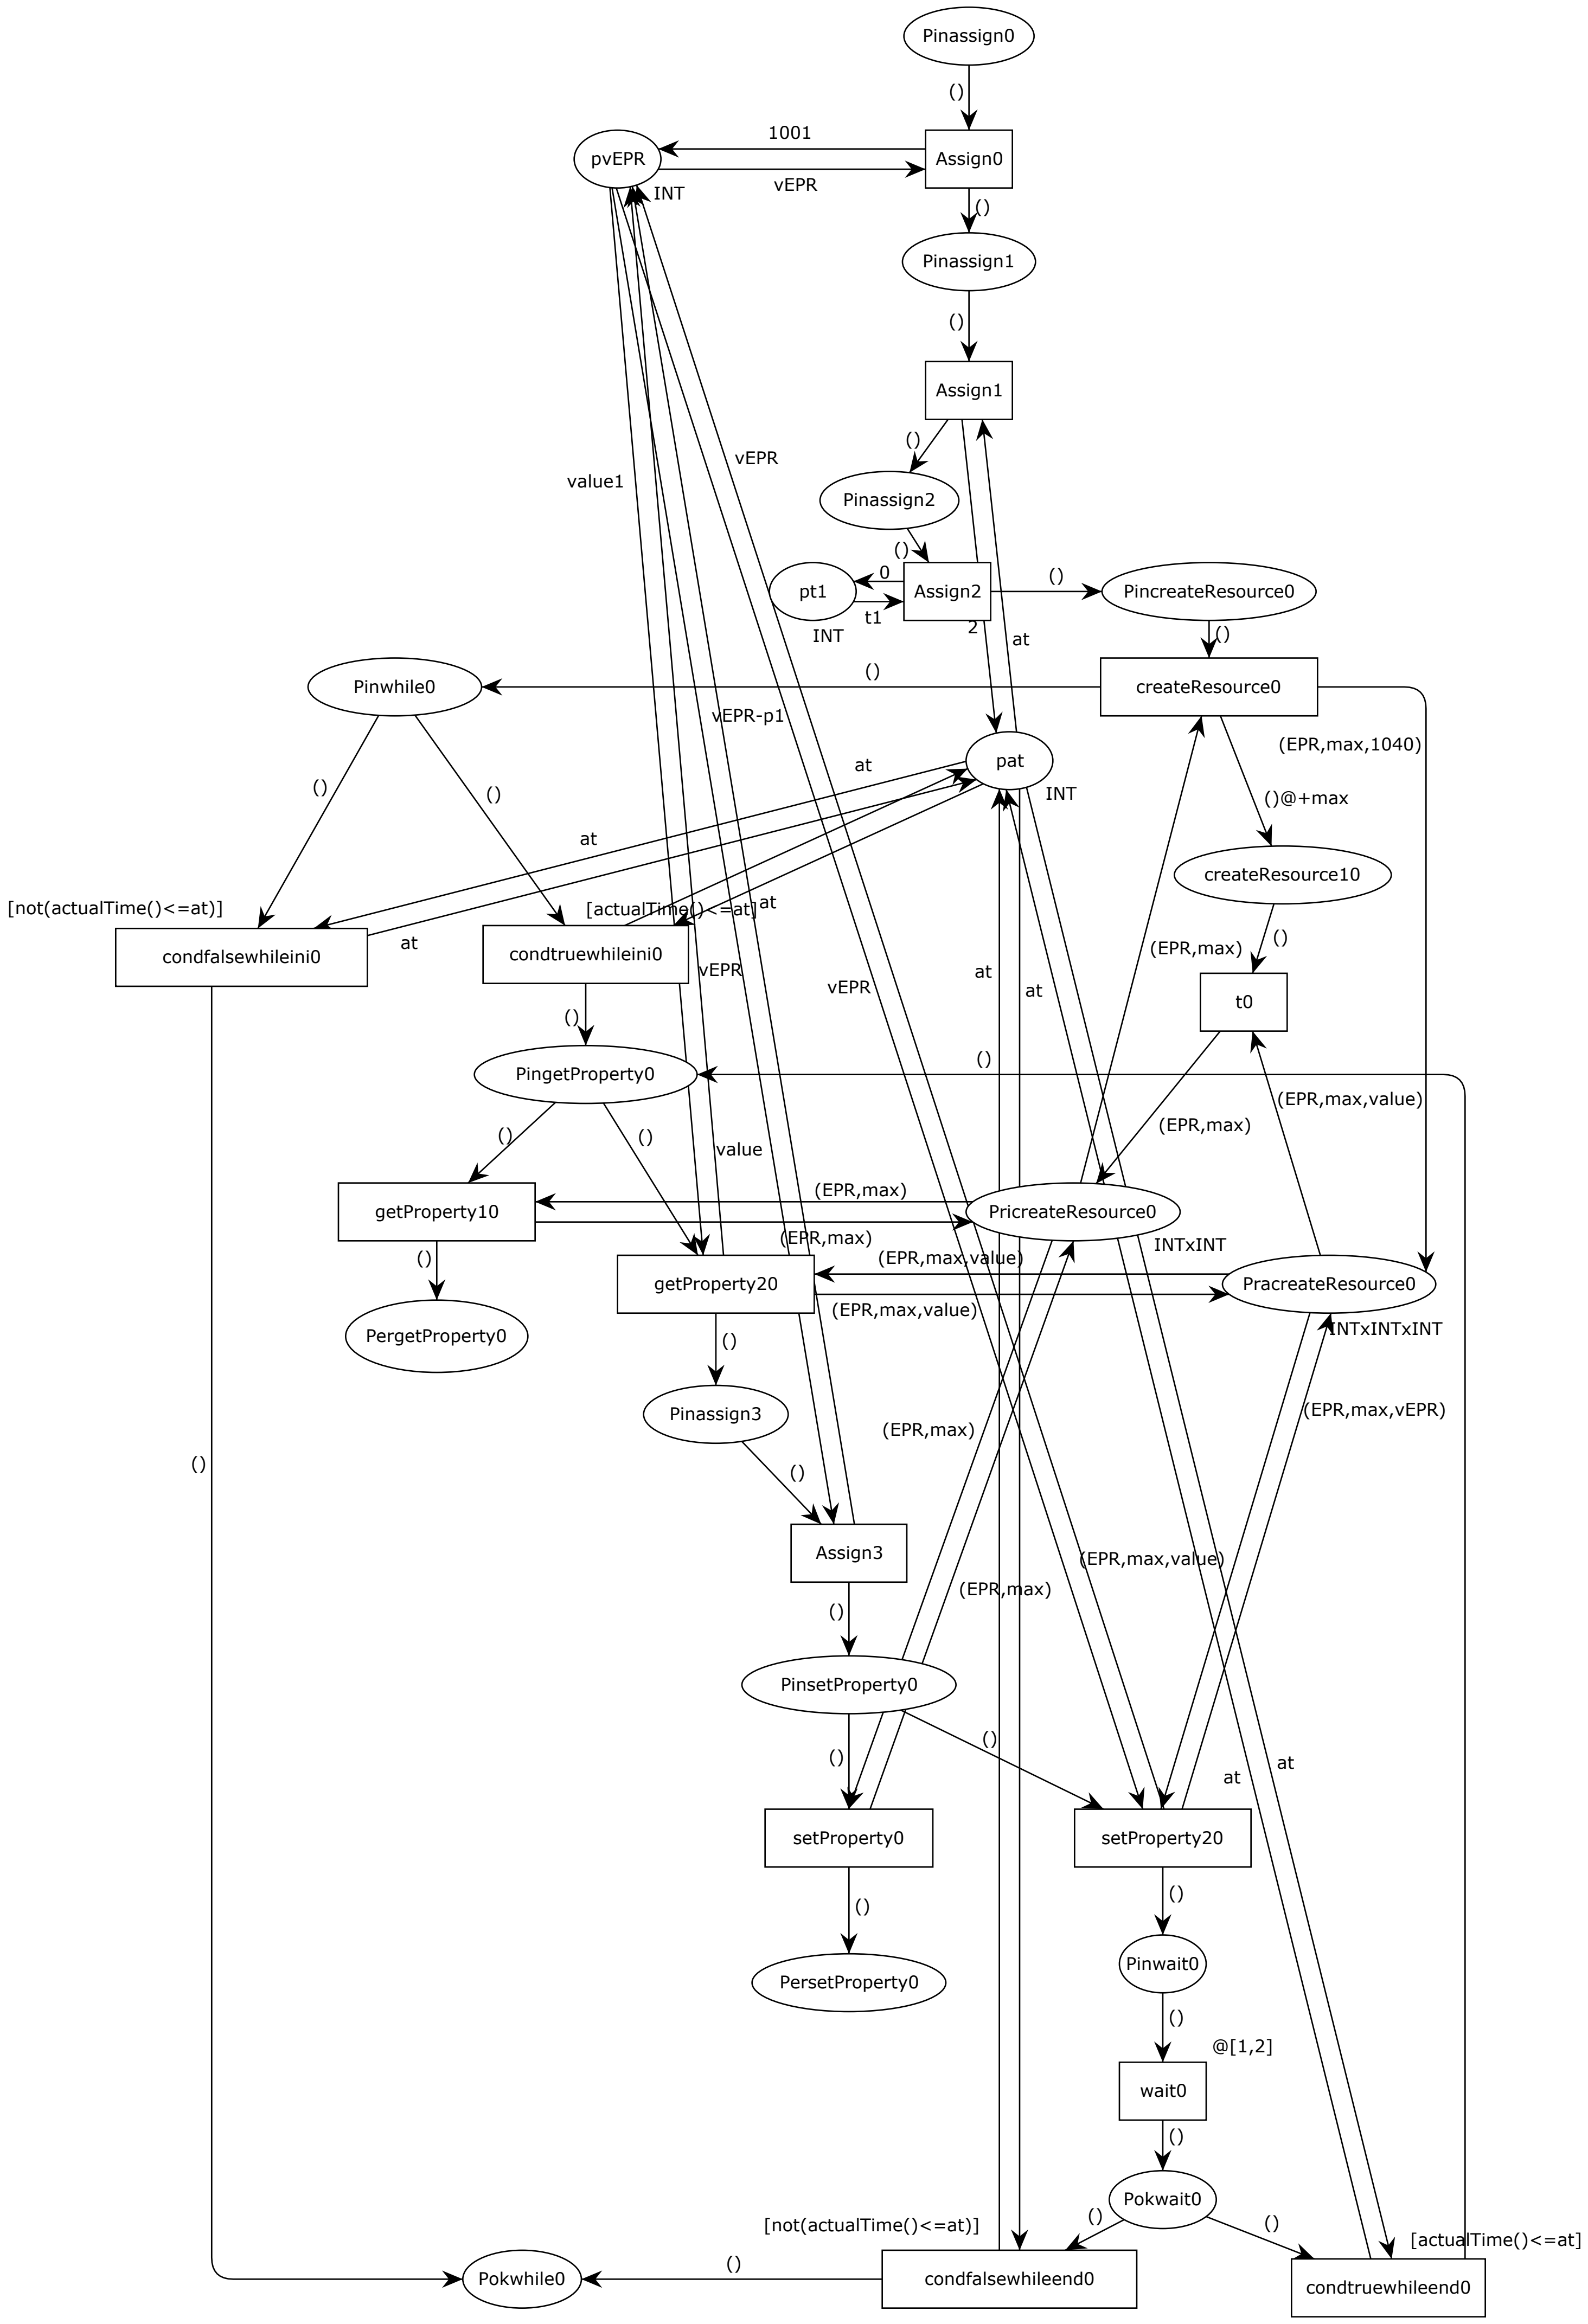 Pinassign0
()
1001
pvEPR
Assign0
vEPR
INT
()
Pinassign1
()
Assign1
()
vEPR
value1
Pinassign2
()
0
pt1
Assign2
()
PincreateResource0
t1
2
INT
at
()
()
Pinwhile0
createResource0
vEPR-p1
(EPR,max,1040)
at
pat
INT
()
()
()@+max
at
createResource10
[not(actualTime()<=at)]
[actualTime()<=at]
at
at
()
(EPR,max)
condfalsewhileini0
condtruewhileini0
vEPR
at
vEPR
at
t0
()
()
PingetProperty0
(EPR,max,value)
(EPR,max)
()
()
value
(EPR,max)
getProperty10
PricreateResource0
(EPR,max)
INTxINT
()
(EPR,max,value)
getProperty20
PracreateResource0
(EPR,max,value)
INTxINTxINT
PergetProperty0
()
Pinassign3
(EPR,max,vEPR)
(EPR,max)
()
()
Assign3
(EPR,max,value)
(EPR,max)
()
PinsetProperty0
()
()
at
at
setProperty0
setProperty20
()
()
Pinwait0
PersetProperty0
()
@[1,2]
wait0
()
Pokwait0
()
()
[not(actualTime()<=at)]
[actualTime()<=at]
()
Pokwhile0
condfalsewhileend0
condtruewhileend0